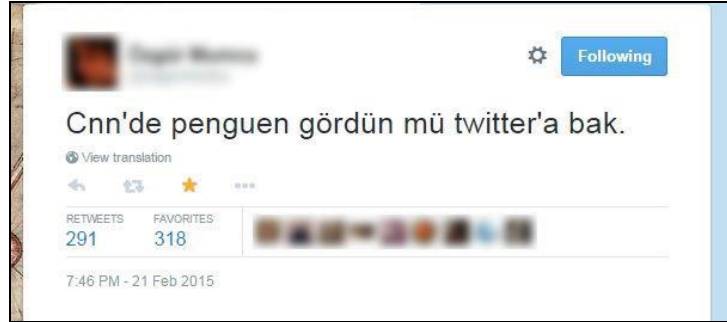 Following
Cnn'de penguen gördün mü twitter'a bak.
View translation
RETWEETS FAVORITES
291 318
7:46 PM - 21 Feb 2015